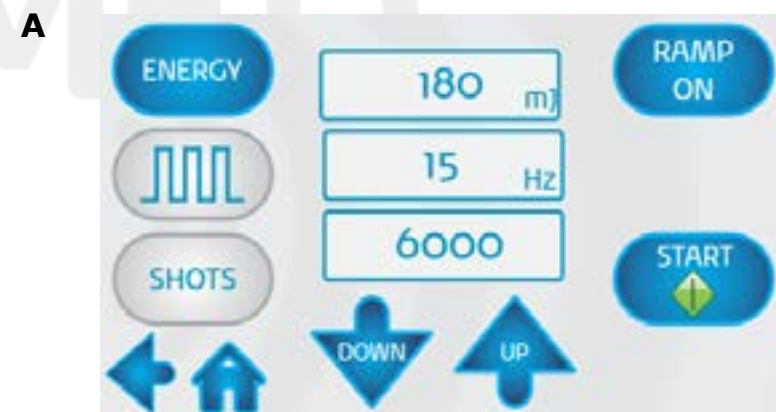 A
ENERGY
180 mJ
RAMP
ON
15 Hz
SHOTS
6000
START
DOWN
UP